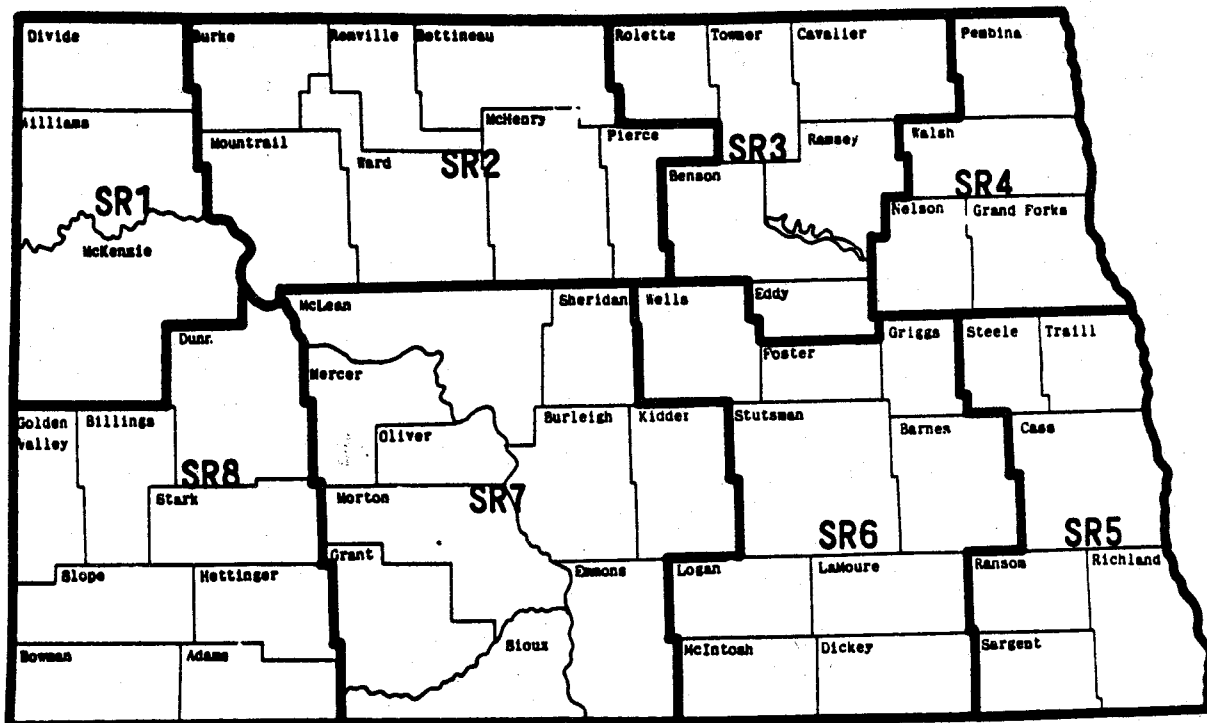 Divide
Burke
Renville
Bottineau
Rolette
Towner
Cavalier
Pembina
Williams
Mountrail
Ward
McHenry
Pierce
Ramsey
Walsh
SR1
SR2
SR3
SR4
Benson
Nelson
Grand Forks
McKenzie
McLean
Sheridan
Wells
Eddy
Dunn
Mercer
Foster
Griggs
Steele
Traill
Golden
Valley
Billings
Oliver
Burleigh
Kidder
Stutsman
Barnes
Cass
SR8
Stark
Morton
SR7
SR6
SR5
Grant
Slope
Hettinger
Emmons
Logan
LaMoure
Ransom
Richland
Bowman
Adams
Sioux
McIntosh
Dickey
Sargent